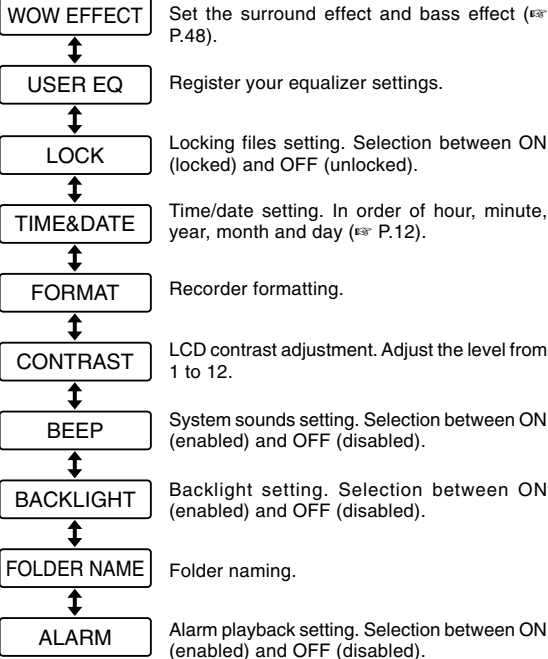 WOW EFFECT
Set the surround effect and bass effect (☞
P.48).
USER EQ
Register your equalizer settings.
LOCK
Locking files setting. Selection between ON
(locked) and OFF (unlocked).
TIME&DATE
Time/date setting. In order of hour, minute,
year, month and day (☞ P.12).
FORMAT
Recorder formatting.
CONTRAST
LCD contrast adjustment. Adjust the level from
1 to 12.
BEEP
System sounds setting. Selection between ON
(enabled) and OFF (disabled).
BACKLIGHT
Backlight setting. Selection between ON
(enabled) and OFF (disabled).
FOLDER NAME
Folder naming.
ALARM
Alarm playback setting. Selection between ON
(enabled) and OFF (disabled).